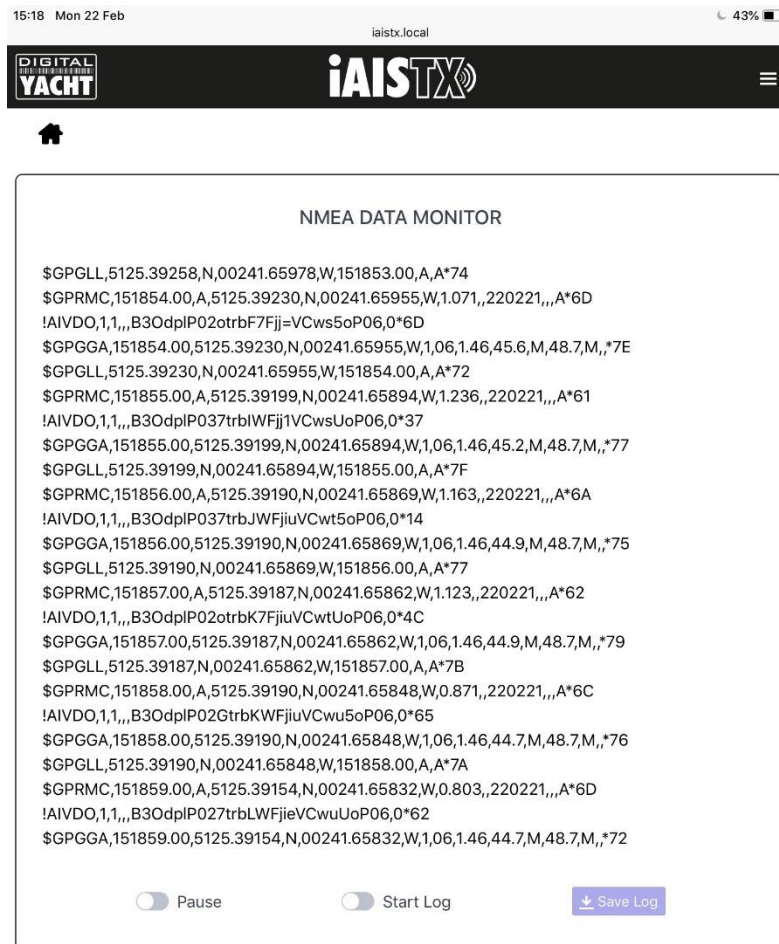 15:18 Mon 22 Feb
43%
iaistx.local
DIGITAL
YACHT
iAISTX
NMEA DATA MONITOR
$GPGLL,5125.39258,N,00241.65978,W,151853.00,A,A*74
$GPRMC,151854.00,A,5125.39230,N,00241.65955,W,1.071,,220221,,,A*6D
!AIVDO,1,1,,,B3OdplP02otrbF7Fjj=VCws5oP06,0*6D
$GPGGA,151854.00,5125.39230,N,00241.65955,W,1,06,1.46,45.6,M,48.7,M,,*7E
$GPGLL,5125.39230,N,00241.65955,W,151854.00,A,A*72
$GPRMC,151855.00,A,5125.39199,N,00241.65894,W,1.236,,220221,,,A*61
!AIVDO,1,1,,,B3OdplP037trbIWFjj1VCwsUoP06,0*37
$GPGGA,151855.00,5125.39199,N,00241.65894,W,1,06,1.46,45.2,M,48.7,M,,*77
$GPGLL,5125.39199,N,00241.65894,W,151855.00,A,A*7F
$GPRMC,151856.00,A,5125.39190,N,00241.65869,W,1.163,,220221,,,A*6A
!AIVDO,1,1,,,B3OdplP037trbJWFjiuVCwt5oP06,0*14
$GPGGA,151856.00,5125.39190,N,00241.65869,W,1,06,1.46,44.9,M,48.7,M,,*75
$GPGLL,5125.39190,N,00241.65869,W,151856.00,A,A*77
$GPRMC,151857.00,A,5125.39187,N,00241.65862,W,1.123,,220221,,,A*62
!AIVDO,1,1,,,B3OdplP02otrbK7FjiuVCwtUoP06,0*4C
$GPGGA,151857.00,5125.39187,N,00241.65862,W,1,06,1.46,44.9,M,48.7,M,,*79
$GPGLL,5125.39187,N,00241.65862,W,151857.00,A,A*7B
$GPRMC,151858.00,A,5125.39190,N,00241.65848,W,0.871,,220221,,,A*6C
!AIVDO,1,1,,,B3OdplP02GtrbKWFjiuVCwu5oP06,0*65
$GPGGA,151858.00,5125.39190,N,00241.65848,W,1,06,1.46,44.7,M,48.7,M,,*76
$GPGLL,5125.39190,N,00241.65848,W,151858.00,A,A*7A
$GPRMC,151859.00,A,5125.39154,N,00241.65832,W,0.803,,220221,,,A*6D
!AIVDO,1,1,,,B3OdplP027trbLWFjieVCwuUoP06,0*62
$GPGGA,151859.00,5125.39154,N,00241.65832,W,1,06,1.46,44.7,M,48.7,M,,*72
Pause
Start Log
Save Log